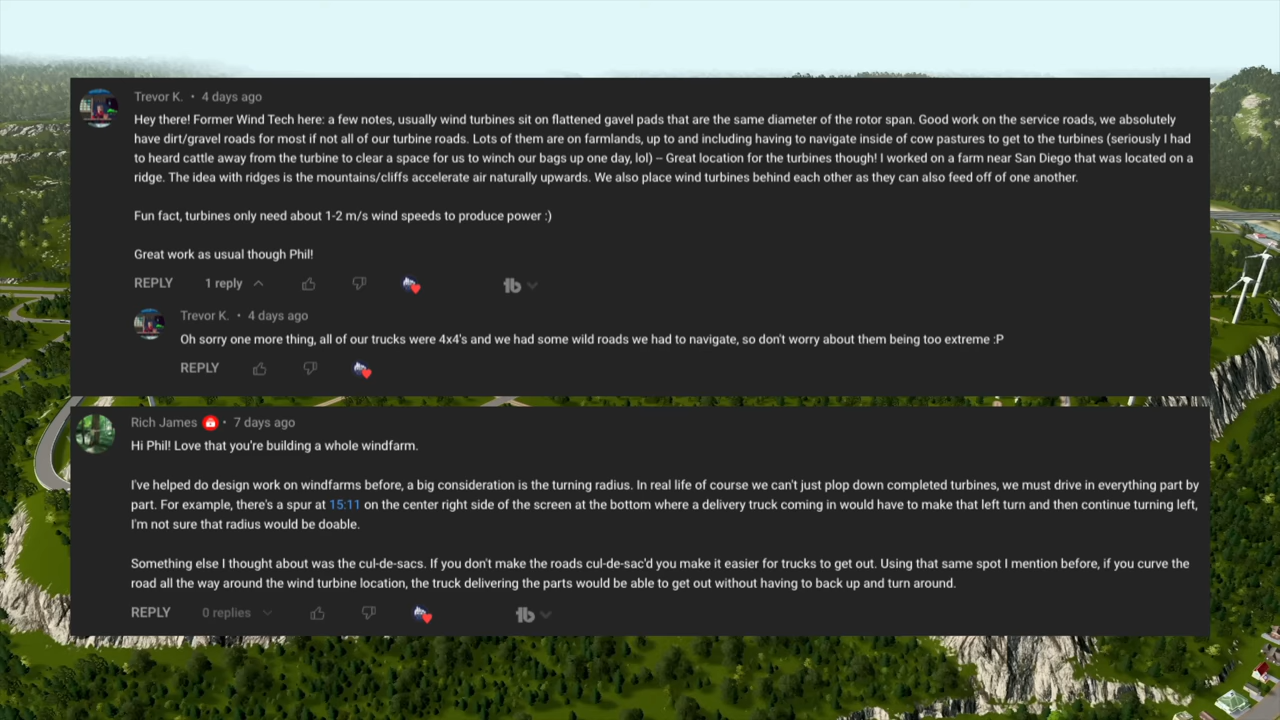 Trevor K. • 4 days ago
Hey there! Former Wind Tech here: a few notes, usually wind turbines sit on flattened gavel pads that are the same diameter of the rotor span. Good work on the service roads, we absolutely
have dirt/gravel roads for most if not all of our turbine roads. Lots of them are on farmlands, up to and including having to navigate inside of cow pastures to get to the turbines (seriously I had
to heard cattle away from the turbine to clear a space for us to winch our bags up one day, lol) – Great location for the turbines though! I worked on a farm near San Diego that was located on a
ridge. The idea with ridges is the mountains/cliffs accelerate air naturally upwards. We also place wind turbines behind each other as they can also feed off of one another.
Fun fact, turbines only need about 1-2 m/s wind speeds to produce power :)
Great work as usual though Phil!
REPLY 1 reply
Trevor K. • 4 days ago
Oh sorry one more thing, all of our trucks were 4x4's and we had some wild roads we had to navigate, so don't worry about them being too extreme :P
REPLY
Rich James • 7 days ago
Hi Phil! Love that you're building a whole windfarm.
I've helped do design work on windfarms before, a big consideration is the turning radius. In real life of course we can't just plop down completed turbines, we must drive in everything part by
part. For example, there's a spur at 15:11 on the center right side of the screen at the bottom where a delivery truck coming in would have to make that left turn and then continue turning left,
I'm not sure that radius would be doable.
Something else I thought about was the cul-de-sacs. If you don't make the roads cul-de-sac'd you make it easier for trucks to get out. Using that same spot I mention before, if you curve the
road all the way around the wind turbine location, the truck delivering the parts would be able to get out without having to back up and turn around.
REPLY 0 replies